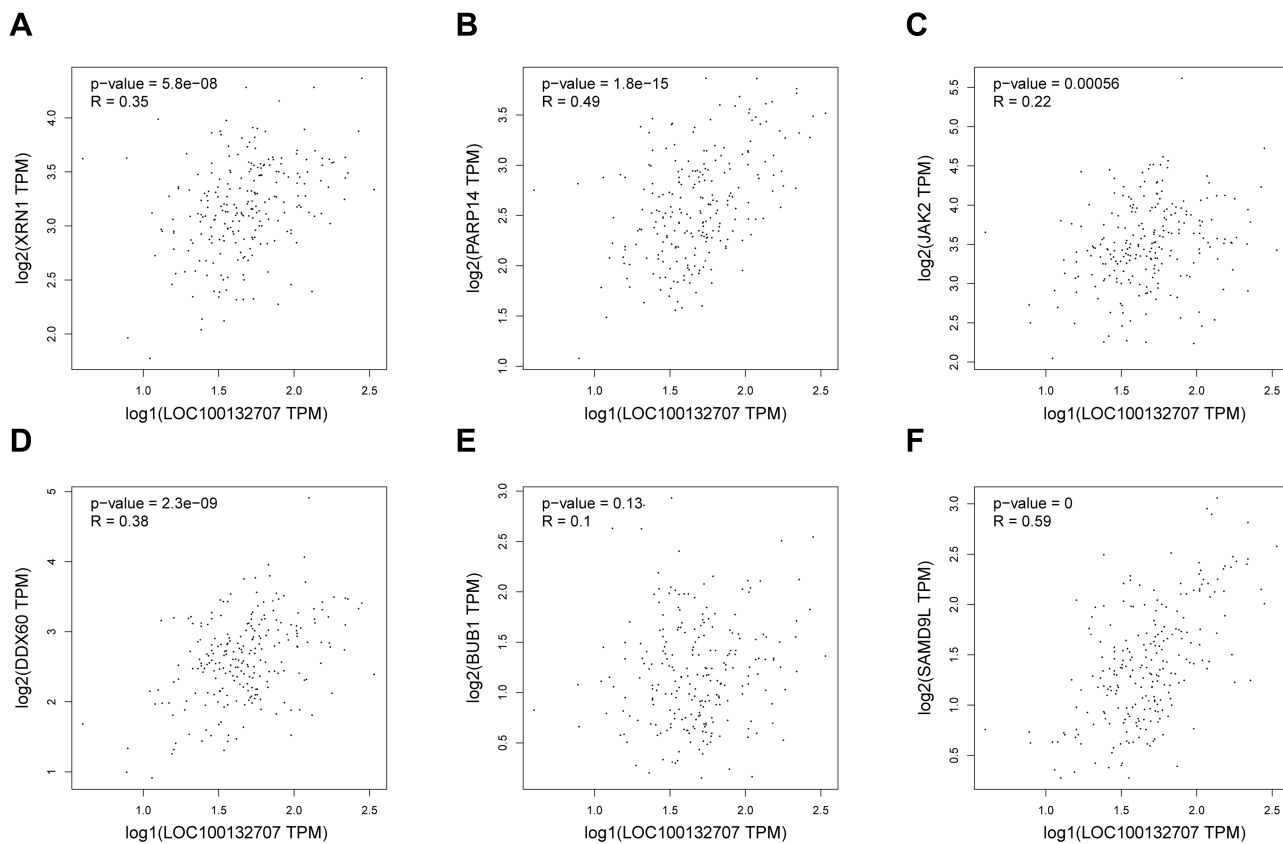 A
p-value = 5.8e−08
R = 0.35
log2(XRN1 TPM)
4.0
3.5
3.0
2.5
2.0
1.0
1.5
2.0
2.5
log1(LOC100132707 TPM)
B
p-value = 1.8e−15
R = 0.49
log2(PARP14 TPM)
3.5
3.0
2.5
2.0
1.5
1.0
1.0
1.5
2.0
2.5
log1(LOC100132707 TPM)
C
p-value = 0.00056
R = 0.22
log2(JAK2 TPM)
5.5
5.0
4.5
4.0
3.5
3.0
2.5
2.0
1.0
1.5
2.0
2.5
log1(LOC100132707 TPM)
D
p-value = 2.3e−09
R = 0.38
log2(DDX60 TPM)
5
4
3
2
1
1.0
1.5
2.0
2.5
log1(LOC100132707 TPM)
E
p-value = 0.13
R = 0.1
log2(BUB1 TPM)
3.0
2.5
2.0
1.5
1.0
0.5
1.0
1.5
2.0
2.5
log1(LOC100132707 TPM)
F
p-value = 0
R = 0.59
log2(SAMD9L TPM)
3.0
2.5
2.0
1.5
1.0
0.5
1.0
1.5
2.0
2.5
log1(LOC100132707 TPM)